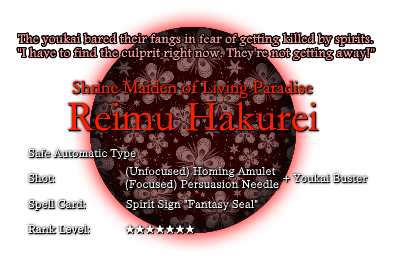 The youkai bared their fangs in fear of getting killed by spirits.
"I have to find the culprit right now. They're not getting away!"
Shrine Maiden of Living Paradise
Reimu Hakurei
Safe Automatic Type
Shot: (Unfocused) Homing Amulet
(Focused) Persuasion Needle + Youkai Buster
Spell Card: Spirit Sign "Fantasy Seal"
Rank Level: ★★★★★★★